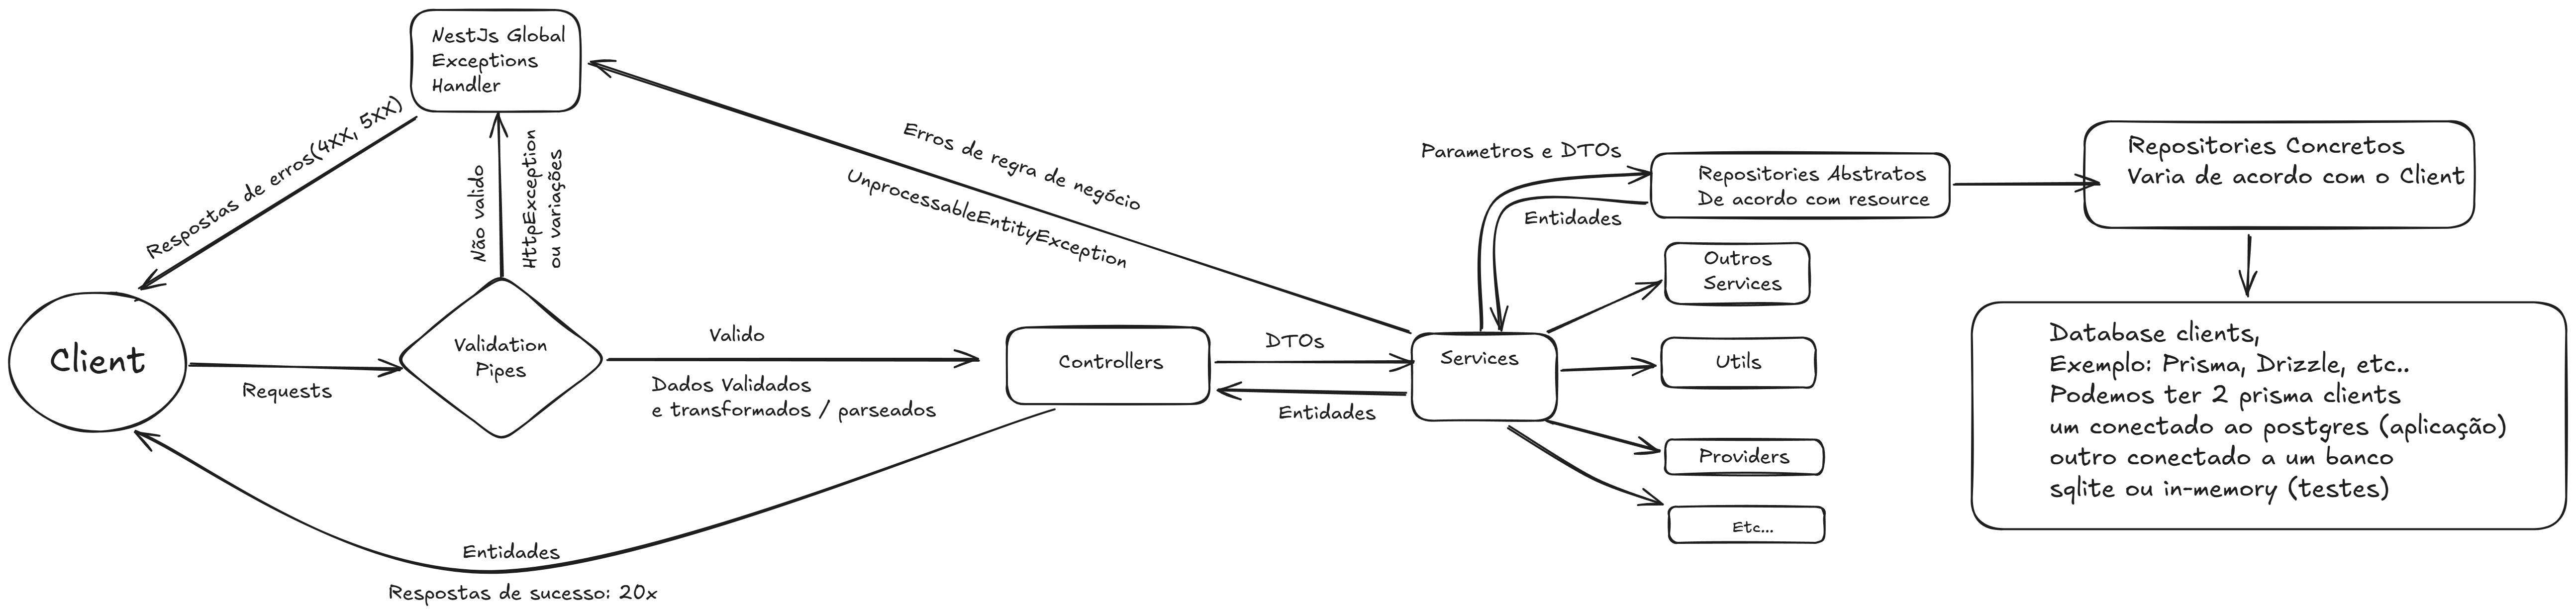 NestJs Global
Exceptions
Handler
Respostas de erros(4XX, 5XX)
Não valido
HttpException
ou variações
Erros de regra de negócio
UnprocessableEntityException
Client
Requests
Validation
Pipes
Valido
Dados Validados
e transformados / parseados
Controllers
DTOs
Entidades
Services
Parametros e DTOs
Entidades
Repositories Abstratos
De acordo com resource
Outros
Services
Utils
Providers
Etc...
Repositories Concretos
Varia de acordo com o Client
Database clients,
Exemplo: Prisma, Drizzle, etc..
Podemos ter 2 prisma clients
um conectado ao postgres (aplicação)
outro conectado a um banco
sqlite ou in-memory (testes)
Entidades
Respostas de sucesso: 20x